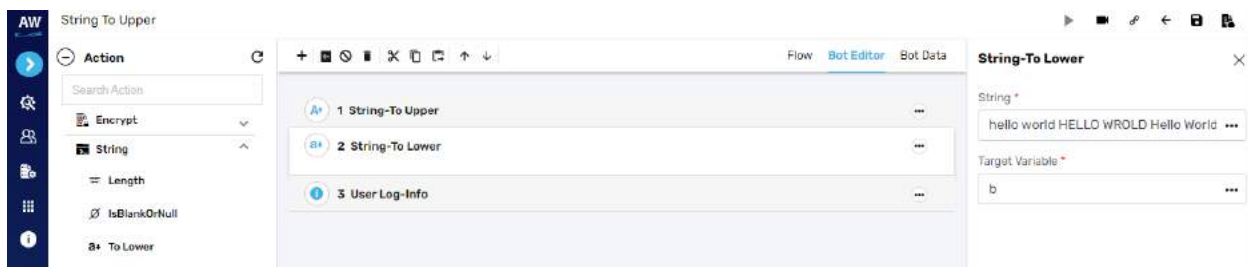 AW
String To Upper
Action
Search Action
Encrypt
String
Length
IsBlankOrNull
a+ To Lower
Flow Bot Editor Bot Data
A+ 1 String-To Upper
a+ 2 String-To Lower
3 User Log-Info
String-To Lower
String *
hello world HELLO WROLD Hello World
Target Variable *
b